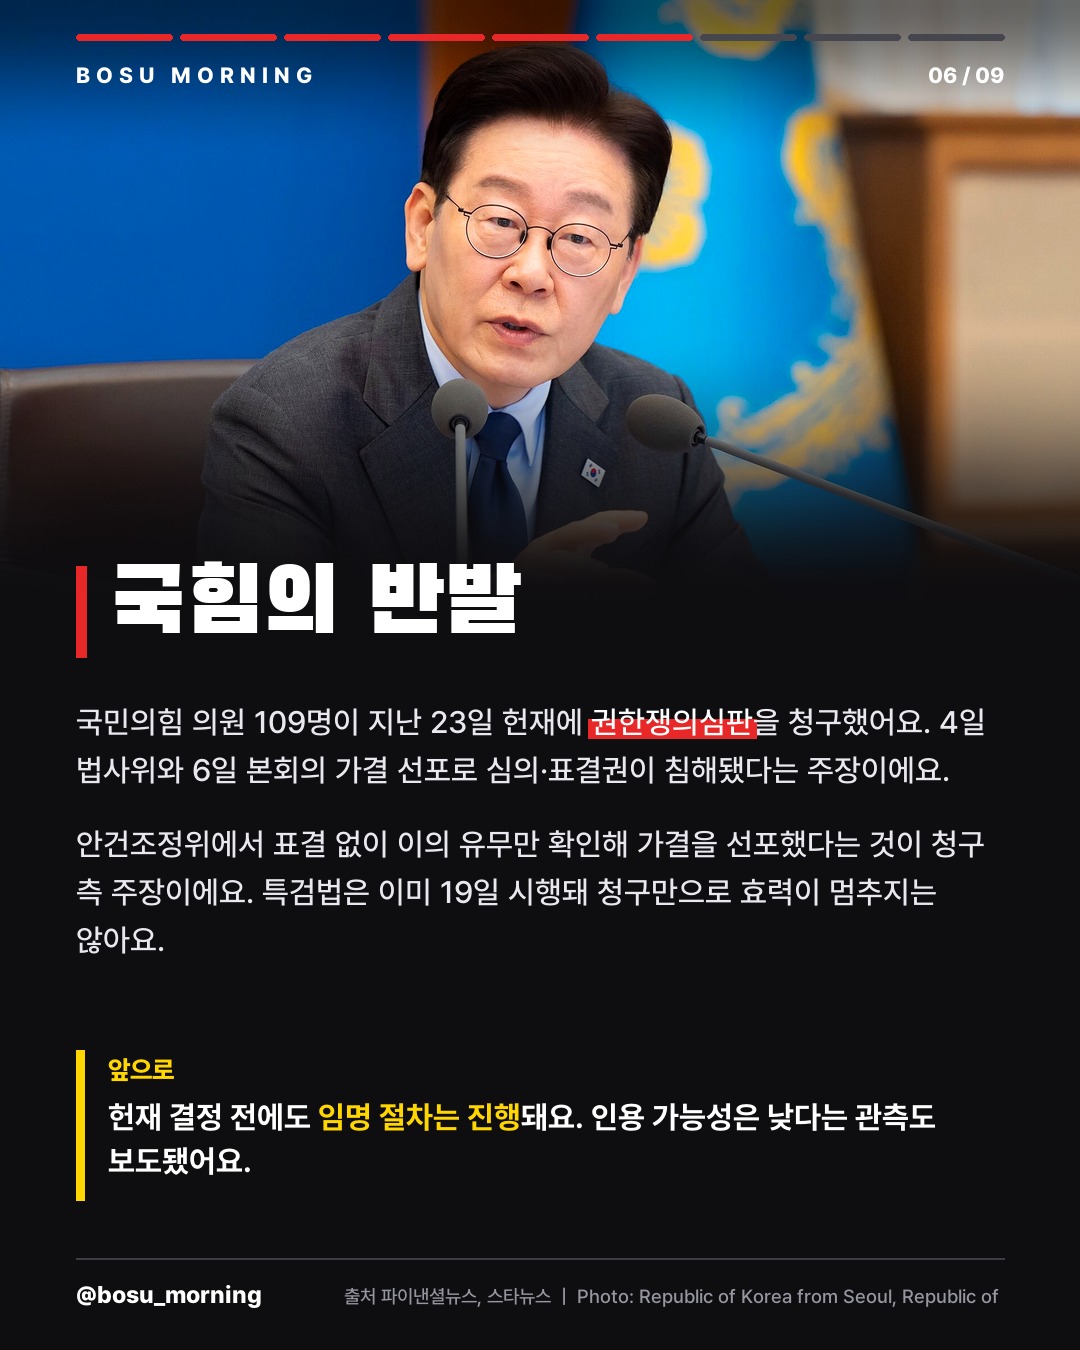 BOSU MORNING
06 / 09
국힘의 반발
국민의힘 의원 109명이 지난 23일 헌재에 권한쟁의심판을 청구했어요. 4일
법사위와 6일 본회의 가결 선포로 심의·표결권이 침해됐다는 주장이에요.
안건조정위에서 표결 없이 이의 유무만 확인해 가결을 선포했다는 것이 청구
측 주장이에요. 특검법은 이미 19일 시행돼 청구만으로 효력이 멈추지는
않아요.
앞으로
헌재 결정 전에도 임명 절차는 진행돼요. 인용 가능성은 낮다는 관측도
보도됐어요.
@bosu_morning
출처 파이낸셜뉴스, 스타뉴스 | Photo: Republic of Korea from Seoul, Republic of